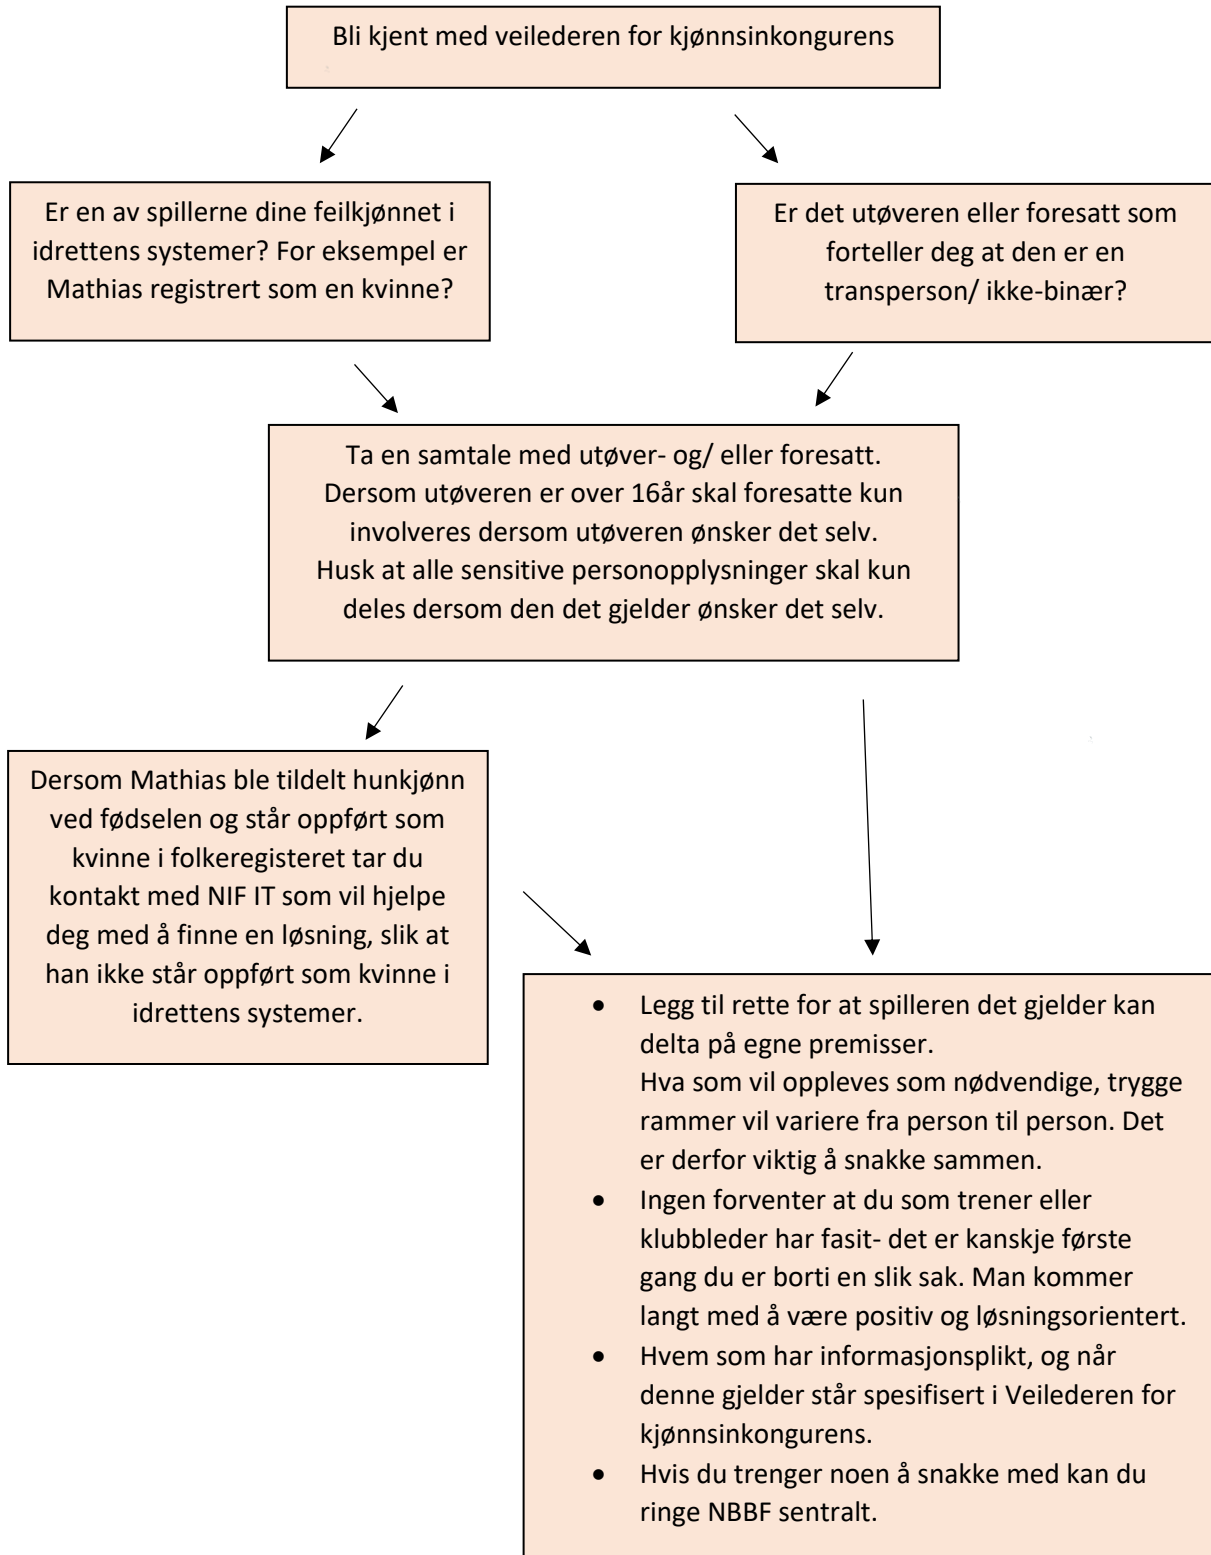 Bli kjent med veilederen for kjønnsinkongurens
Er en av spillerne dine feilkjønnet i
idrettens systemer? For eksempel er
Mathias registrert som en kvinne?
Er det utøveren eller foresatt som
forteller deg at den er en
transperson/ ikke-binær?
Ta en samtale med utøver- og/ eller foresatt.
Dersom utøveren er over 16år skal foresatte kun
involveres dersom utøveren ønsker det selv.
Husk at alle sensitive personopplysninger skal kun
deles dersom den det gjelder ønsker det selv.
Dersom Mathias ble tildelt hunkjønn
ved fødselen og står oppført som
kvinne i folkeregisteret tar du
kontakt med NIF IT som vil hjelpe
deg med å finne en løsning, slik at
han ikke står oppført som kvinne i
idrettens systemer.
• Legg til rette for at spilleren det gjelder kan
delta på egne premisser.
Hva som vil oppleves som nødvendige, trygge
rammer vil variere fra person til person. Det
er derfor viktig å snakke sammen.
• Ingen forventer at du som trener eller
klubbleder har fasit- det er kanskje første
gang du er borti en slik sak. Man kommer
langt med å være positiv og løsningsorientert.
• Hvem som har informasjonsplikt, og når
denne gjelder står spesifisert i Veilederen for
kjønnsinkongurens.
• Hvis du trenger noen å snakke med kan du
ringe NBBF sentralt.